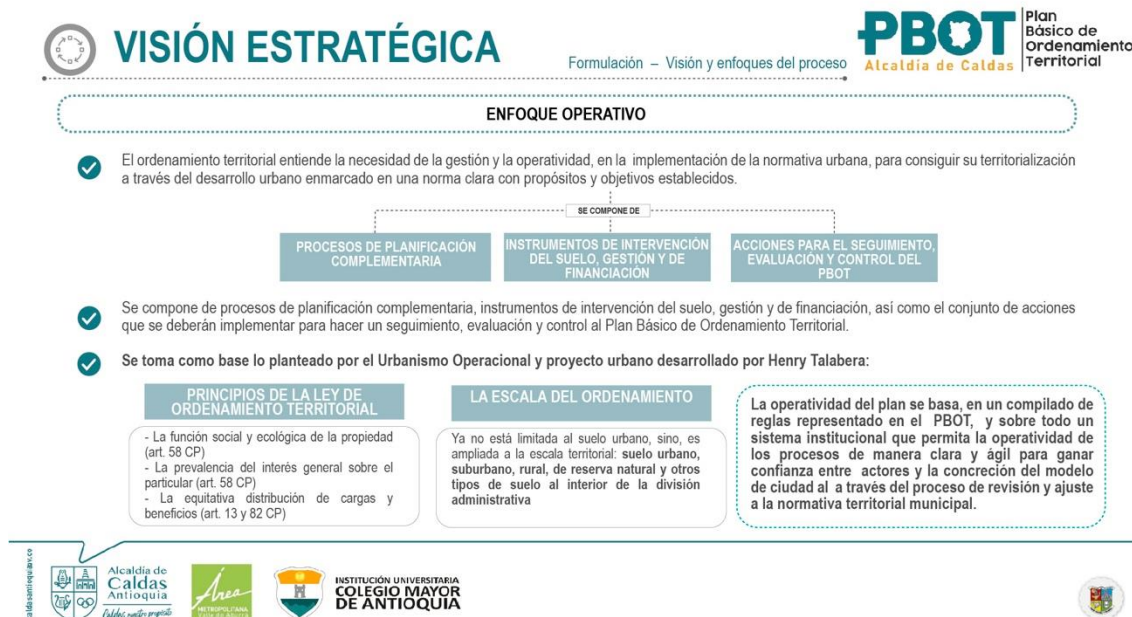 VISIÓN ESTRATÉGICA
Formulación – Visión y enfoques del proceso
PBOT
Alcaldía de Caldas
Plan
Básico de
Ordenamiento
Territorial
ENFOQUE OPERATIVO
El ordenamiento territorial entiende la necesidad de la gestión y la operatividad, en la implementación de la normativa urbana, para consiguir su territorialización
a través del desarrollo urbano enmarcado en una norma clara con propósitos y objetivos establecidos.
SE COMPONE DE
PROCESOS DE PLANIFICACIÓN
COMPLEMENTARIA
INSTRUMENTOS DE INTERVENCIÓN
DEL SUELO, GESTIÓN Y DE
FINANCIACIÓN
ACCIONES PARA EL SEGUIMIENTO,
EVALUACIÓN Y CONTROL DEL
PBOT
Se compone de procesos de planificación complementaria, instrumentos de intervención del suelo, gestión y de financiación, así como el conjunto de acciones
que se deberán implementar para hacer un seguimiento, evaluación y control al Plan Básico de Ordenamiento Territorial.
Se toma como base lo planteado por el Urbanismo Operacional y proyecto urbano desarrollado por Henry Talabera:
PRINCIPIOS DE LA LEY DE
ORDENAMIENTO TERRITORIAL
- La función social y ecológica de la propiedad
(art. 58 CP)
- La prevalencia del interés general sobre el
particular (art. 58 CP)
- La equitativa distribución de cargas y
beneficios (art. 13 y 82 CP)
LA ESCALA DEL ORDENAMIENTO
Ya no está limitada al suelo urbano, sino, es
ampliada a la escala territorial: suelo urbano,
suburbano, rural, de reserva natural y otros
tipos de suelo al interior de la división
administrativa
La operatividad del plan se basa, en un compilado de
reglas representado en el PBOT, y sobre todo un
sistema institucional que permita la operatividad de
los procesos de manera clara y ágil para ganar
confianza entre actores y la concreción del modelo
de ciudad al a través del proceso de revisión y ajuste
a la normativa territorial municipal.
Alcaldía de
Caldas
Antioquia
Caldas, nuestro propósito
Área
METROPOLITANA
Valle de Aburrá
INSTITUCIÓN UNIVERSITARIA
COLEGIO MAYOR
DE ANTIOQUIA